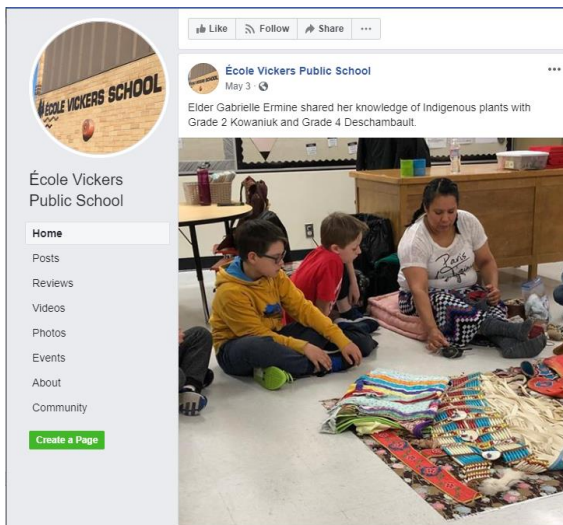 Like Follow Share ...
ÉCOLE VICKERS SCHOOL
École Vickers
Public School
Home
Posts
Reviews
Videos
Photos
Events
About
Community
Create a Page
École Vickers Public School
May 3
Elder Gabrielle Ermine shared her knowledge of Indigenous plants with
Grade 2 Kowaniuk and Grade 4 Deschambault.
Paris